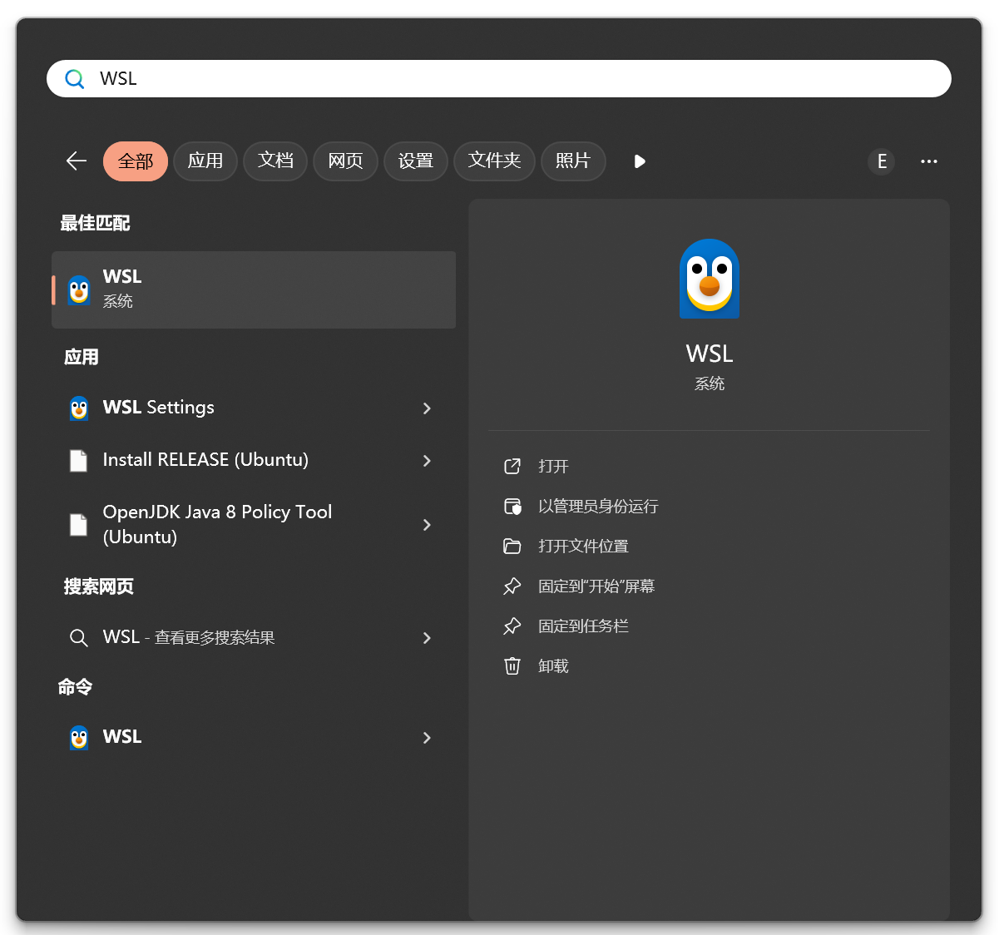 WSL
全部
应用
文档
网页
设置
文件夹
照片
E
最佳匹配
WSL
系统
应用
WSL Settings
Install RELEASE (Ubuntu)
OpenJDK Java 8 Policy Tool
(Ubuntu)
搜索网页
WSL - 查看更多搜索结果
命令
WSL
WSL
系统
打开
以管理员身份运行
打开文件位置
固定到“开始”屏幕
固定到任务栏
卸载